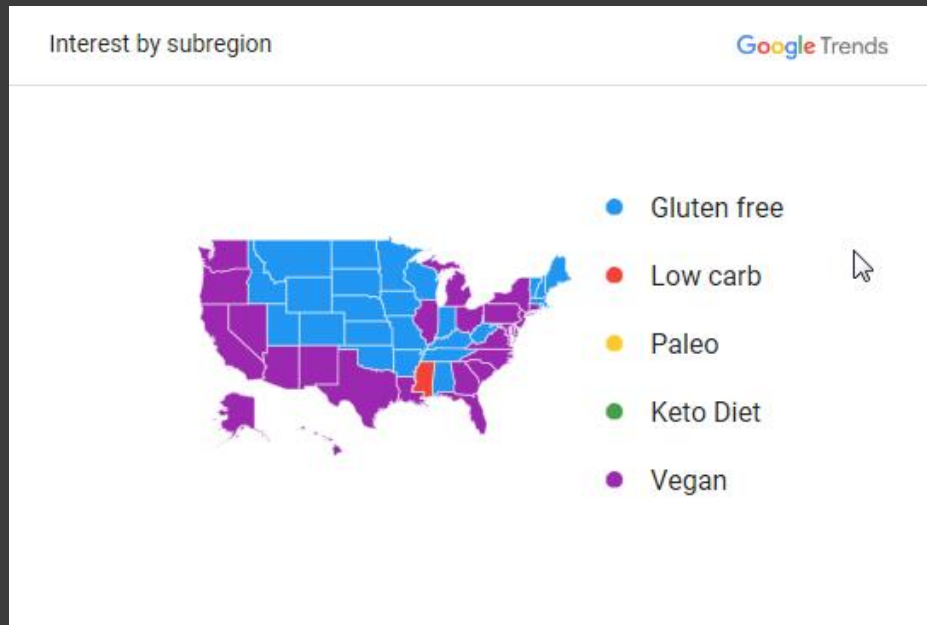 Interest by subregion
Google Trends
Gluten free
Low carb
Paleo
Keto Diet
Vegan